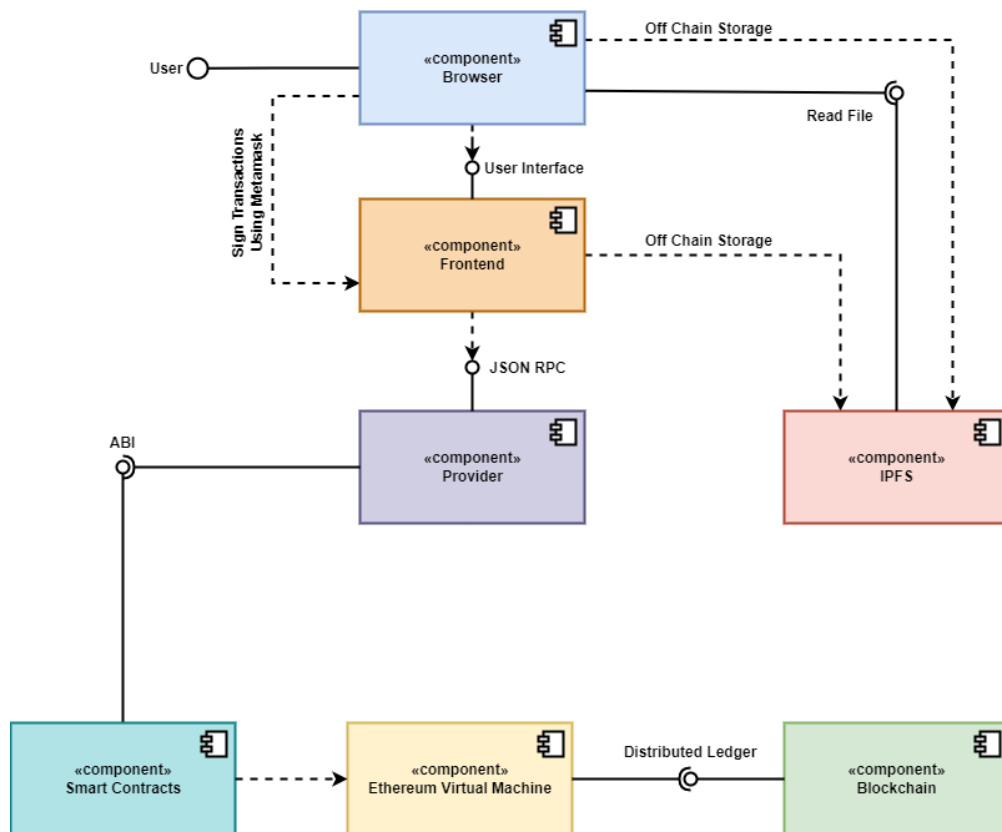 Off Chain Storage
«component»
Browser
User
Read File
Sign Transactions
Using Metamask
User Interface
«component»
Frontend
Off Chain Storage
JSON RPC
ABI
«component»
Provider
«component»
IPFS
Distributed Ledger
«component»
Smart Contracts
«component»
Ethereum Virtual Machine
«component»
Blockchain